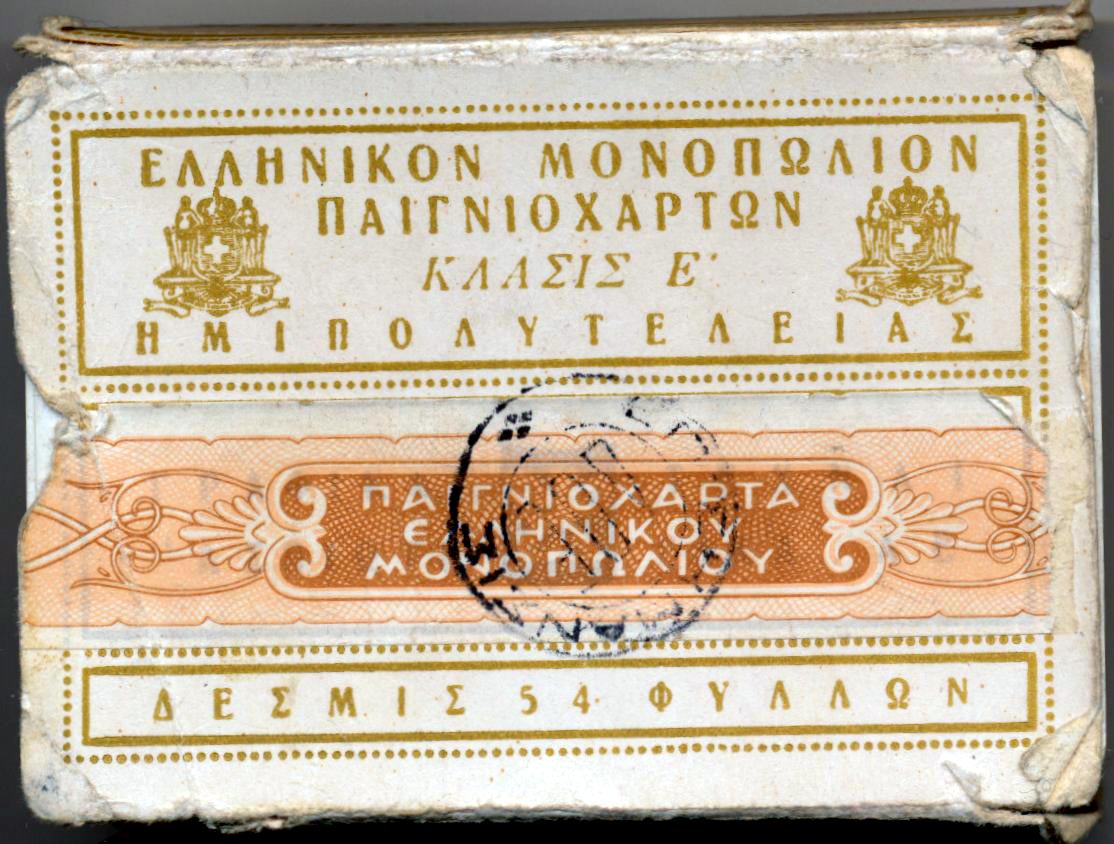 ΕΛΛΗΝΙΚΟΝ ΜΟΝΟΠΩΛΙΟΝ
ΠΑΙΓΝΙΟΧΑΡΤΩΝ
ΚΛΑΣΙΣ Ε΄
ΗΜΙΠΟΛΥΤΕΛΕΙΑΣ
ΠΑΙΓΝΙΟΧΑΡΤΑ
ΕΛΛΗΝΙΚΟΥ
ΜΟΝΟΠΩΛΙΟΥ
ΔΕΣΜΙΣ 54 ΦΥΛΛΩΝ